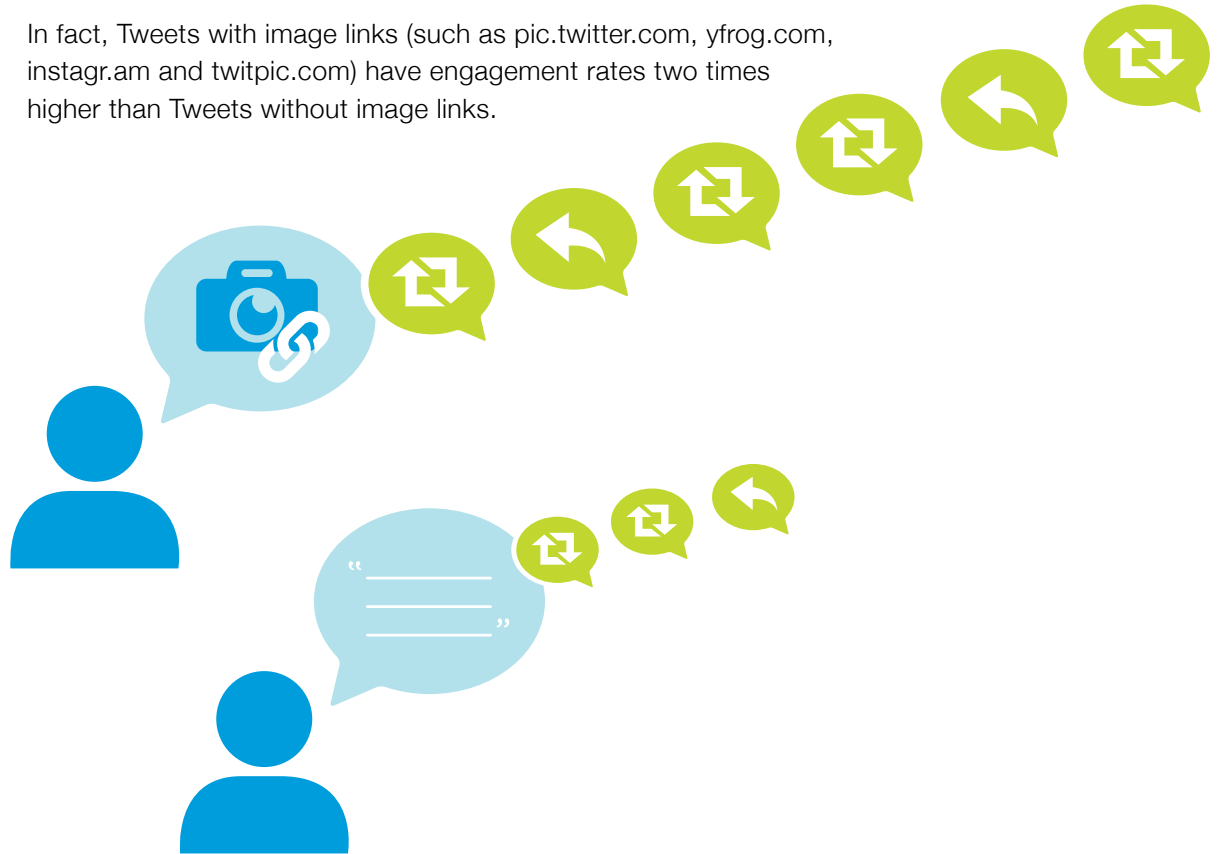 In fact, Tweets with image links (such as pic.twitter.com, yfrog.com,
instagr.am and twitpic.com) have engagement rates two times
higher than Tweets without image links.
“
”